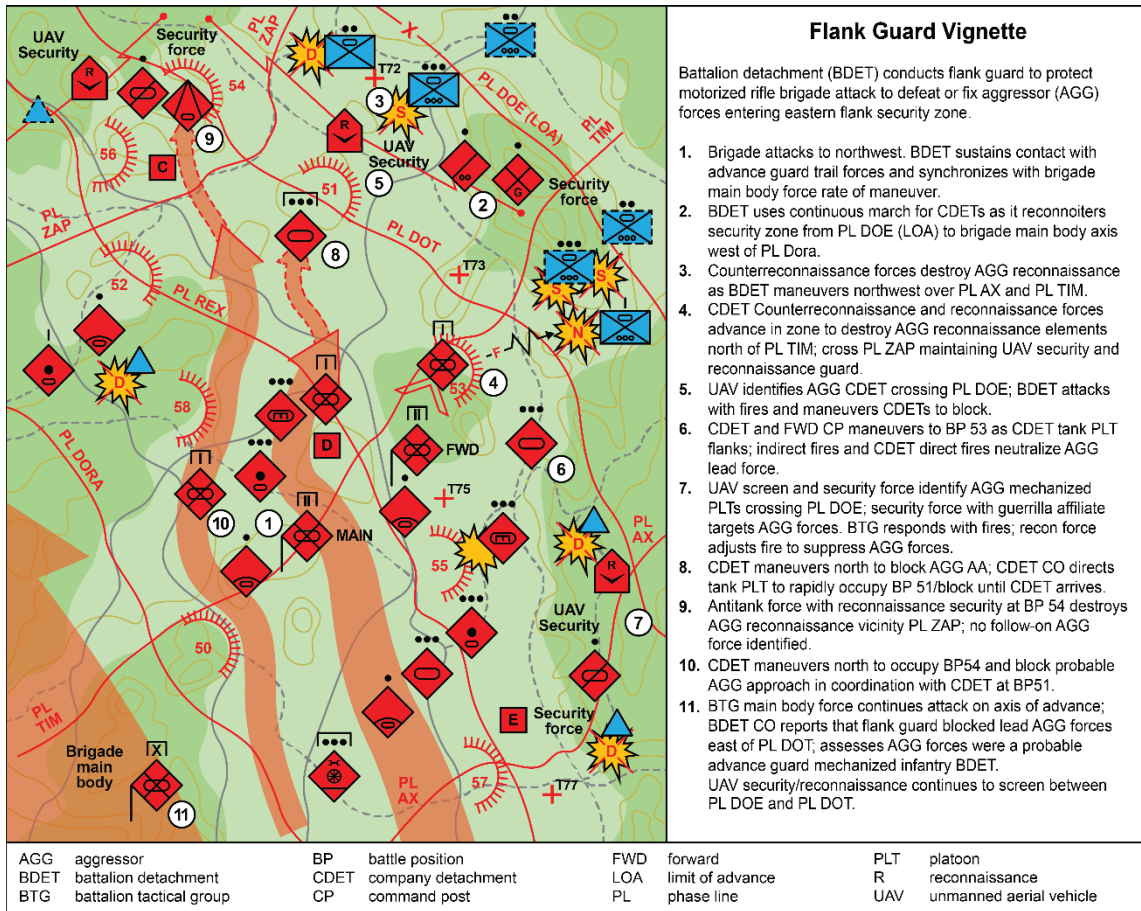 UAV
Security
Security
force
PL
ZAP
X
R
54
D
T72
3
S
PL DOE (LOA)
PL
TIM
9
56
C
R
UAV
Security
5
51
2
G
Security
force
PL
ZAP
8
PL DOT
T73
S
S
N
52
PL REX
F
53
4
D
58
D
PL DORA
FWD
6
10
1
MAIN
T75
55
D
PL
AX
R
UAV
Security
7
50
PL
TIM
E
Security
force
D
Brigade
main
body
X
11
PL
AX
57
T77
Flank Guard Vignette
Battalion detachment (BDET) conducts flank guard to protect
motorized rifle brigade attack to defeat or fix aggressor (AGG)
forces entering eastern flank security zone.
1. Brigade attacks to northwest. BDET sustains contact with
advance guard trail forces and synchronizes with brigade
main body force rate of maneuver.
2. BDET uses continuous march for CDETs as it reconnoiters
security zone from PL DOE (LOA) to brigade main body axis
west of PL Dora.
3. Counterreconnaissance forces destroy AGG reconnaissance
as BDET maneuvers northwest over PL AX and PL TIM.
4. CDET Counterreconnaissance and reconnaissance forces
advance in zone to destroy AGG reconnaissance elements
north of PL TIM; cross PL ZAP maintaining UAV security and
reconnaissance guard.
5. UAV identifies AGG CDET crossing PL DOE; BDET attacks
with fires and maneuvers CDETs to block.
6. CDET and FWD CP maneuvers to BP 53 as CDET tank PLT
flanks; indirect fires and CDET direct fires neutralize AGG
lead force.
7. UAV screen and security force identify AGG mechanized
PLTs crossing PL DOE; security force with guerrilla affiliate
targets AGG forces. BTG responds with fires; recon force
adjusts fire to suppress AGG forces.
8. CDET maneuvers north to block AGG AA; CDET CO directs
tank PLT to rapidly occupy BP 51/block until CDET arrives.
9. Antitank force with reconnaissance security at BP 54 destroys
AGG reconnaissance vicinity PL ZAP; no follow-on AGG
force identified.
10. CDET maneuvers north to occupy BP54 and block probable
AGG approach in coordination with CDET at BP51.
11. BTG main body force continues attack on axis of advance;
BDET CO reports that flank guard blocked lead AGG forces
east of PL DOT; assesses AGG forces were a probable
advance guard mechanized infantry BDET.
UAV security/reconnaissance continues to screen between
PL DOE and PL DOT.
AGG aggressor
BDET battalion detachment
BTG battalion tactical group
BP battle position
CDET company detachment
CP command post
FWD forward
LOA limit of advance
PL phase line
PLT platoon
R reconnaissance
UAV unmanned aerial vehicle